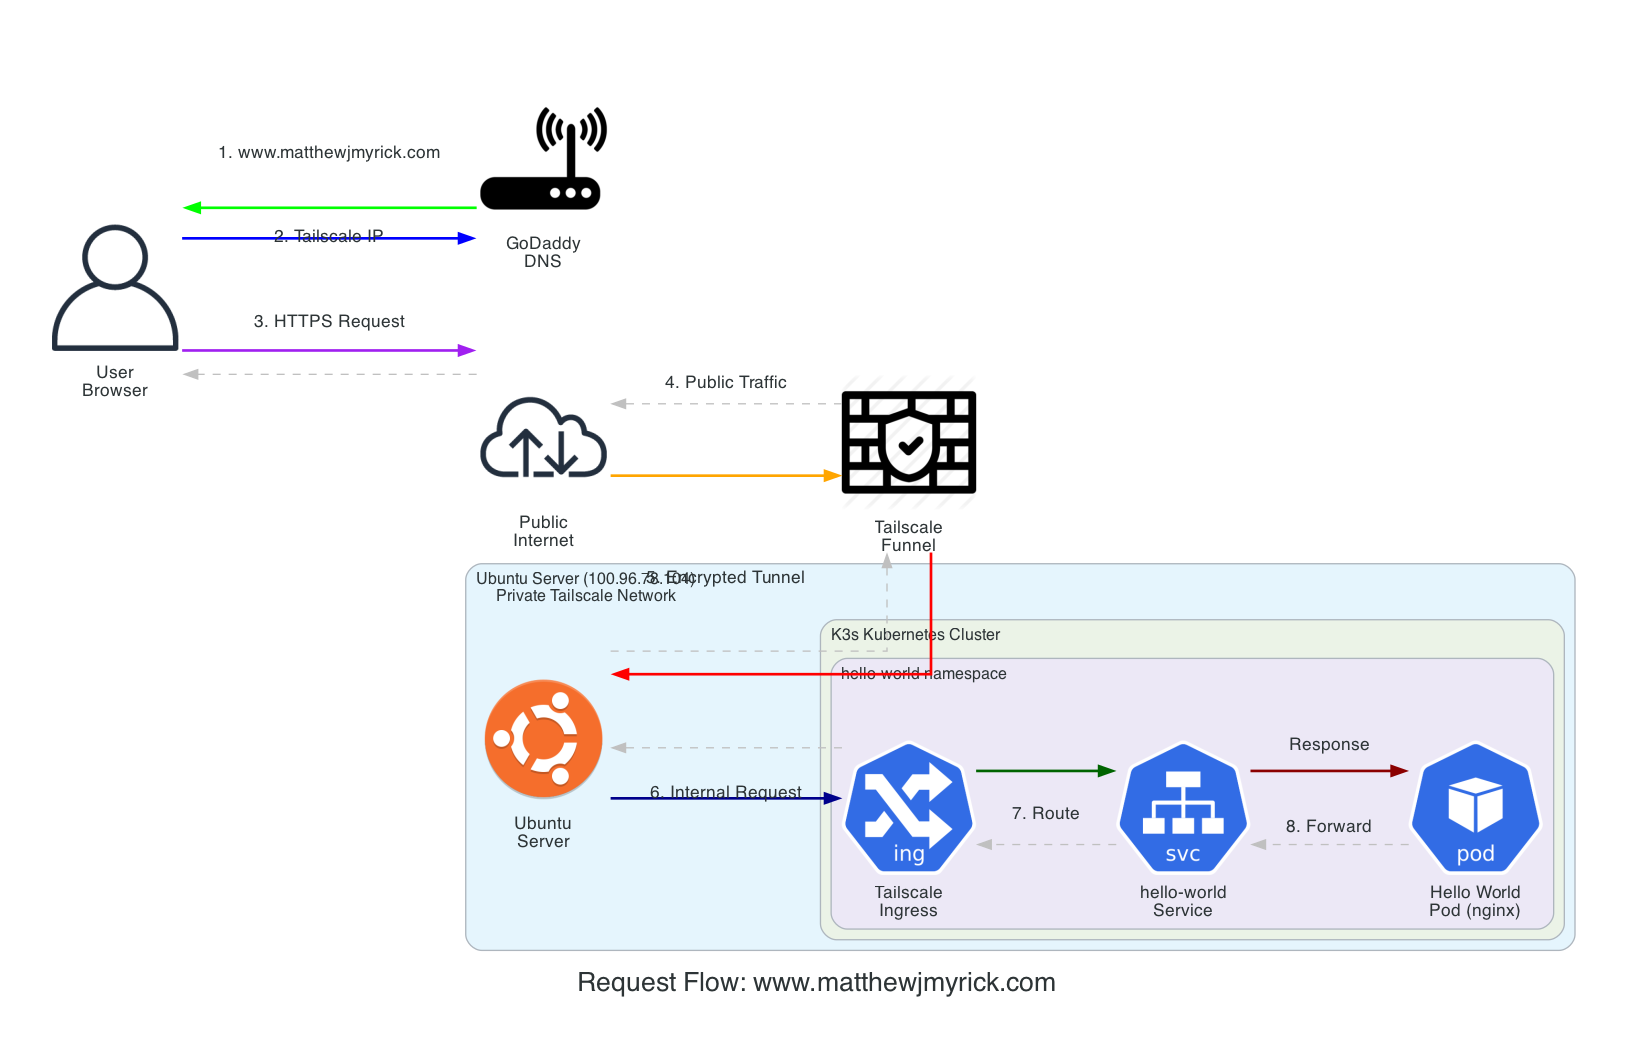 1. www.matthewjmyrick.com
2. Tailscale IP
GoDaddy
DNS
3. HTTPS Request
User
Browser
4. Public Traffic
Public
Internet
Tailscale
Funnel
5. Encrypted Tunnel
Ubuntu Server (100.96.78.104)
Private Tailscale Network
K3s Kubernetes Cluster
hello-world namespace
Ubuntu
Server
6. Internal Request
ing
Tailscale
Ingress
7. Route
svc
hello-world
Service
Response
8. Forward
pod
Hello World
Pod (nginx)
Request Flow: www.matthewjmyrick.com